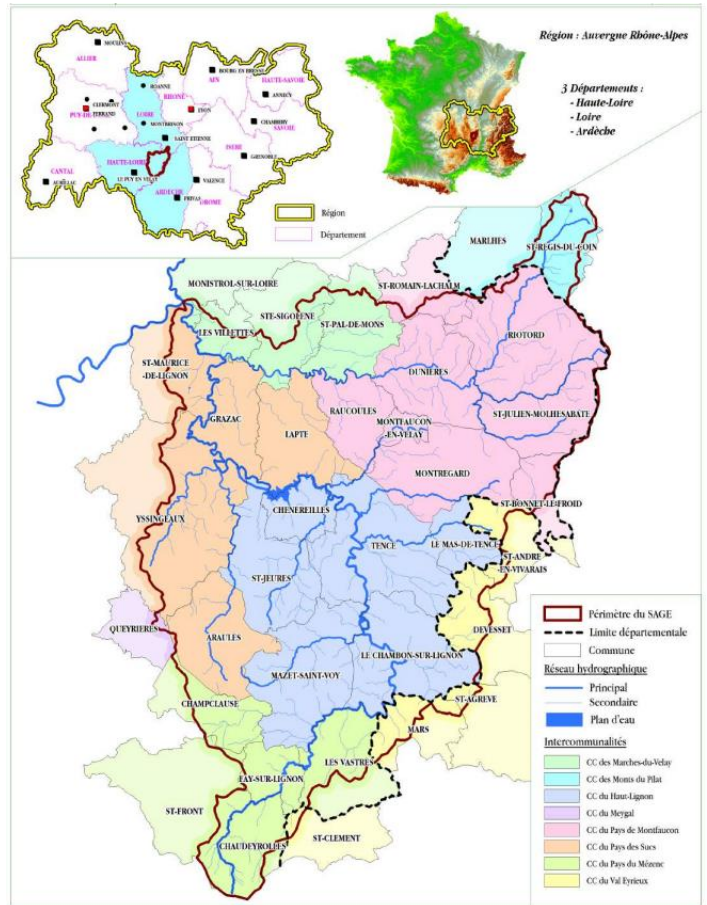 Région : Auvergne Rhône-Alpes
3 Départements :
- Haute-Loire
- Loire
- Ardèche
MOULINS
ALLIER
ROANNE
BOURG EN BRESSE
AIN
HAUTE-SAVOIE
RHONE
ANNECY
CLERMONT
FERRAND
PUY-DE
LOIRE
LYON
MONTBRISON
CHAMBERY
SAVOIE
SAINT-ETIENNE
ISERE
GRENOBLE
CANTAL
HAUTE-LOIRE
LE PUY EN VELAY
AURILLAC
ARDECHE
VALENCE
PRIVAS
DROME
Région
Département
MARLHES
ST-REGIS-DU-COIN
MONISTROL-SUR-LOIRE
ST-ROMAIN-LACHALM
STE-SIGOLENE
LES VILLETTES
ST-PAL-DE-MONS
RIOTORD
ST-MAURICE
-DE-LIGNON
DUNIERES
GRAZAC
RAUCOULES
ST-JULIEN-MOLHESABATE
LAPTE
MONTFAUCON
-EN-VELAY
MONTREGARD
CHENEREILLES
ST-BONNET-LE-FROID
YSSINGEAUX
TENCE
LE MAS-DE-TENCE
ST-ANDRE
-EN-VIVARAIS
ST-JEURES
QUEYRIERES
ARAULES
DEVESSET
LE CHAMBON-SUR-LIGNON
MAZET-SAINT-VOY
CHAMPCLAUSE
ST-AGREVE
MARS
LES VASTRES
FAY-SUR-LIGNON
ST-FRONT
CHAUDEYROLLES
ST-CLEMENT
Périmètre du SAGE
Limite départementale
Commune
Réseau hydrographique
Principal
Secondaire
Plan d'eau
Intercommunalités
CC des Marches-du-Velay
CC des Monts du Pilat
CC du Haut-Lignon
CC du Meygal
CC du Pays de Montfaucon
CC du Pays des Sucs
CC du Pays du Mézenc
CC du Val Eyrieux